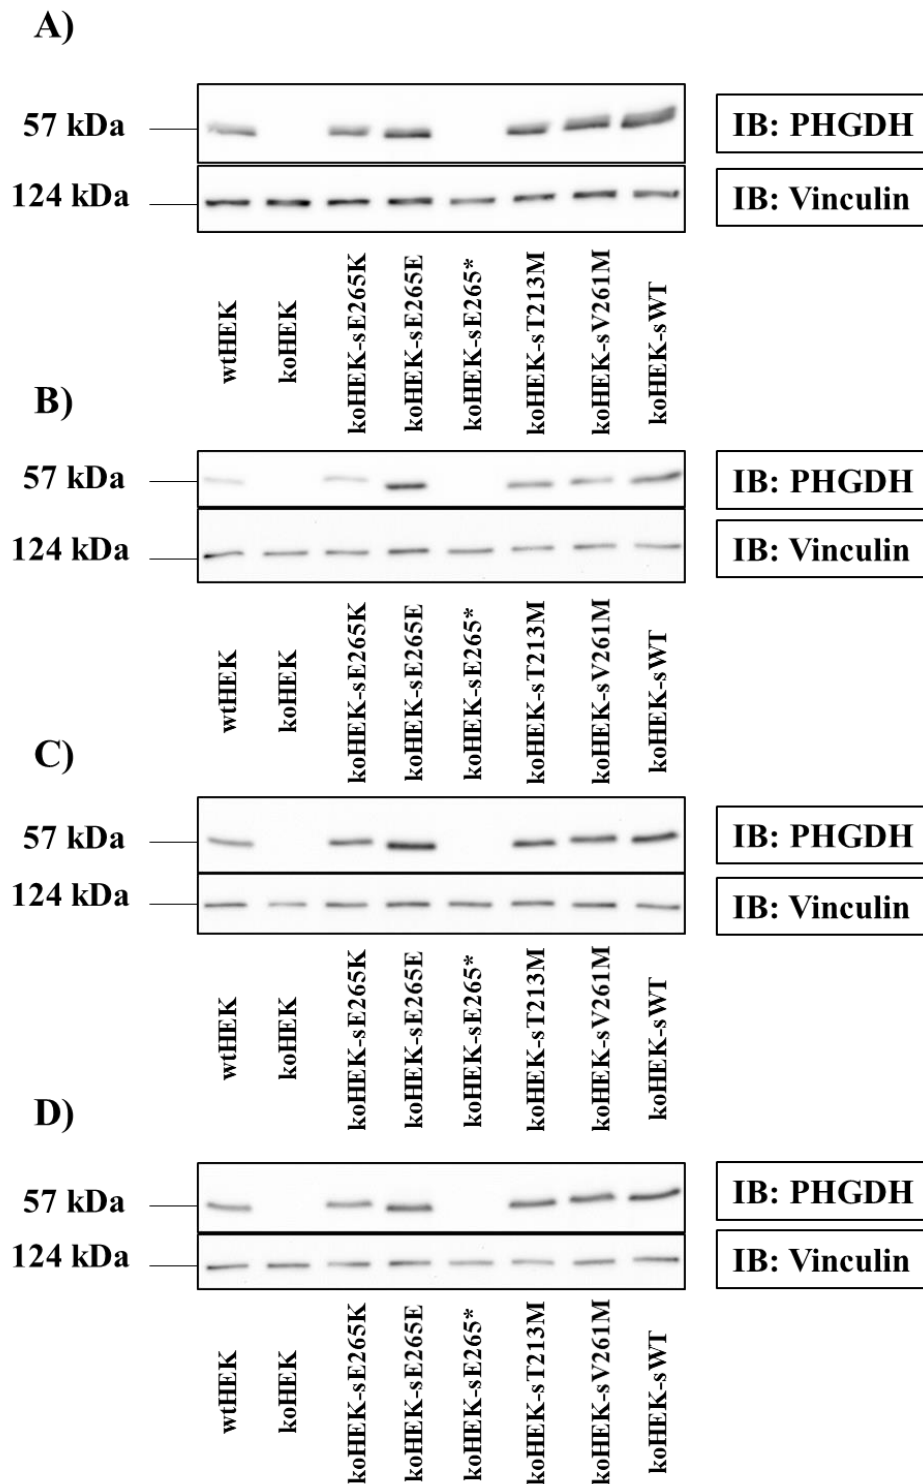 A)
57 kDa
IB: PHGDH
124 kDa
IB: Vinculin
wtHEK
koHEK
koHEK-sE265K
koHEK-sE265E
koHEK-sE265*
koHEK-sT213M
koHEK-sV261M
koHEK-sWT
B)
57 kDa
IB: PHGDH
124 kDa
IB: Vinculin
wtHEK
koHEK
koHEK-sE265K
koHEK-sE265E
koHEK-sE265*
koHEK-sT213M
koHEK-sV261M
koHEK-sWT
C)
57 kDa
IB: PHGDH
124 kDa
IB: Vinculin
wtHEK
koHEK
koHEK-sE265K
koHEK-sE265E
koHEK-sE265*
koHEK-sT213M
koHEK-sV261M
koHEK-sWT
D)
57 kDa
IB: PHGDH
124 kDa
IB: Vinculin
wtHEK
koHEK
koHEK-sE265K
koHEK-sE265E
koHEK-sE265*
koHEK-sT213M
koHEK-sV261M
koHEK-sWT